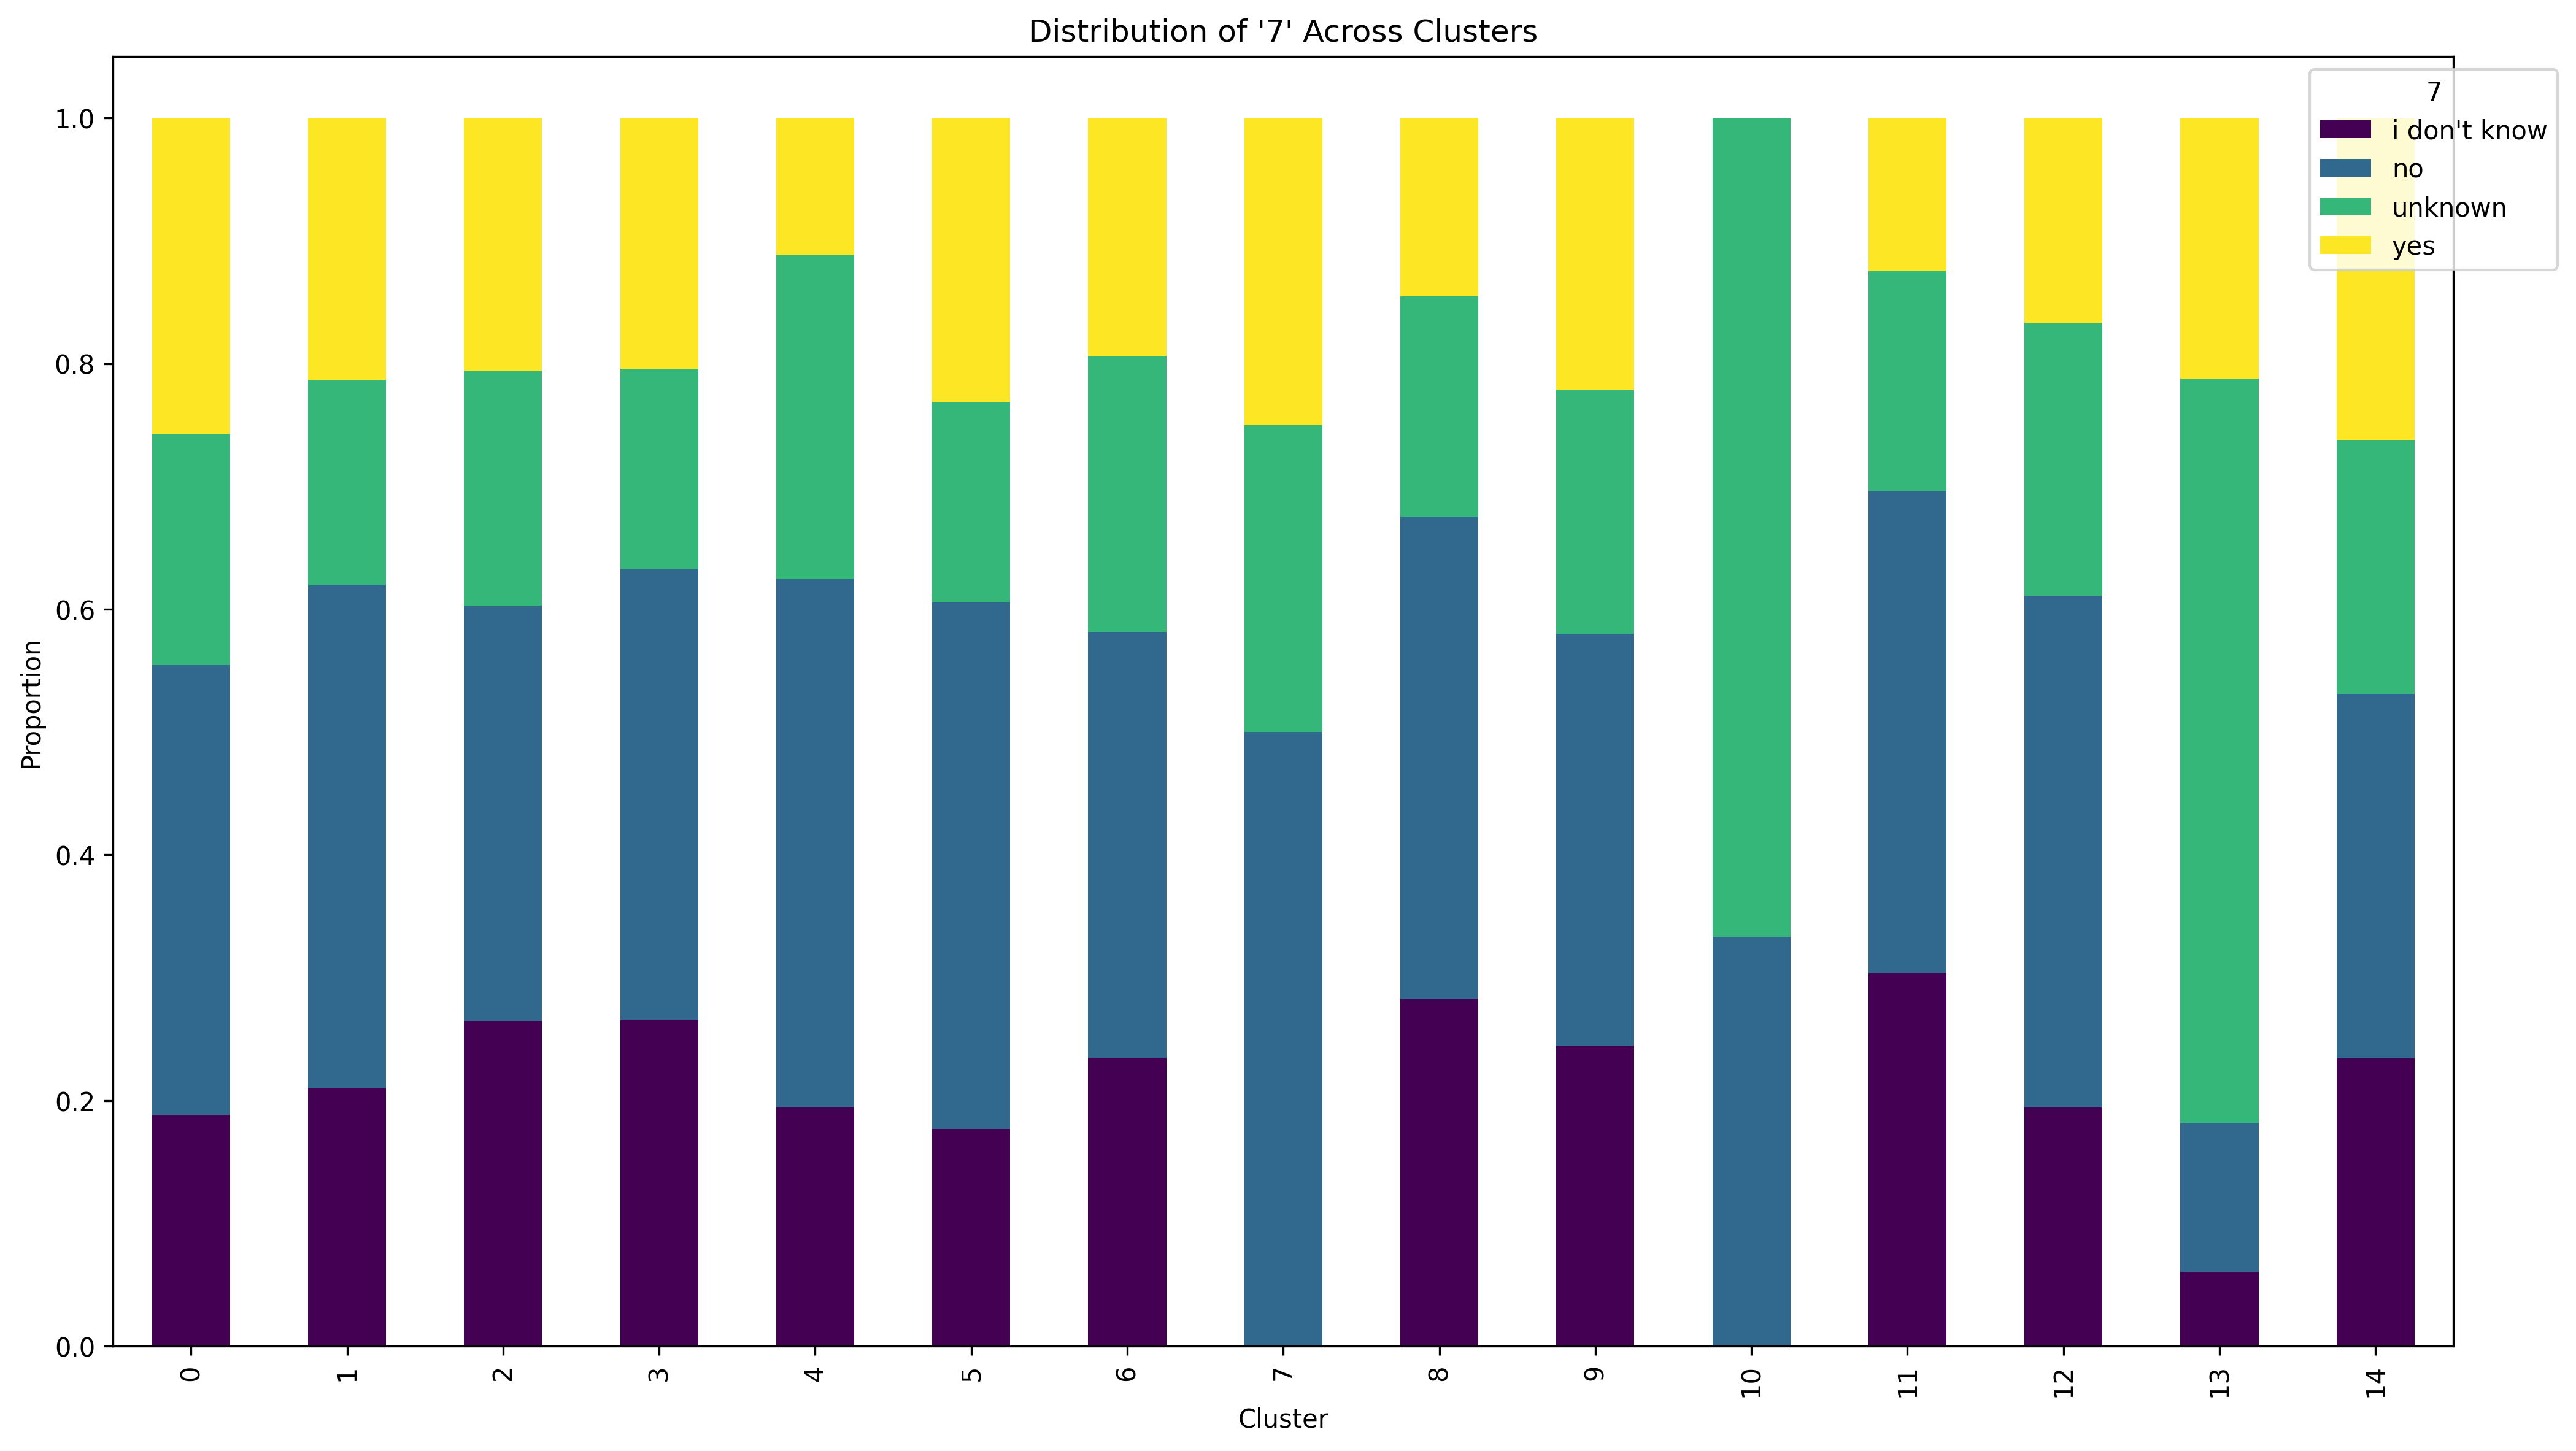 Distribution of '7' Across Clusters
7
i don't know
no
unknown
yes
1.0
0.8
0.6
0.4
0.2
0.0
Proportion
0 1 2 3 4 5 6 7 8 9 10 11 12 13 14
Cluster